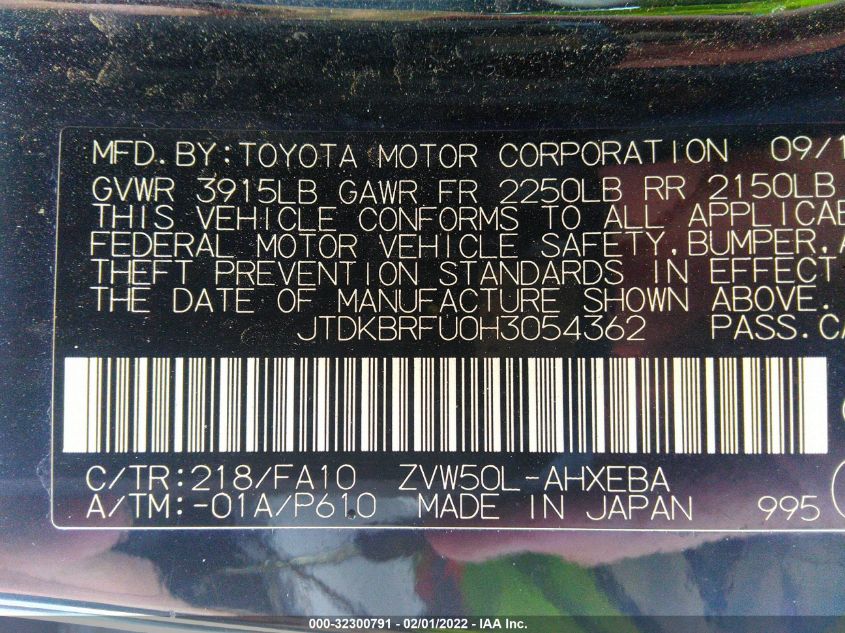 MFD. BY: TOYOTA MOTOR CORPORATION 09/1
GVWR 3915LB GAWR FR 2250LB RR 2150LB
THIS VEHICLE CONFORMS TO ALL APPLICAB
FEDERAL MOTOR VEHICLE SAFETY, BUMPER, A
THEFT PREVENTION STANDARDS IN EFFECT
THE DATE OF MANUFACTURE SHOWN ABOVE.
JTDKBRFU0H3054362 PASS. CA
C/TR: 218/FA10 ZVW50L-AHXEBA
A/TM: -01A/P610 MADE IN JAPAN 995
000-32300791 - 02/01/2022 - IAA Inc.